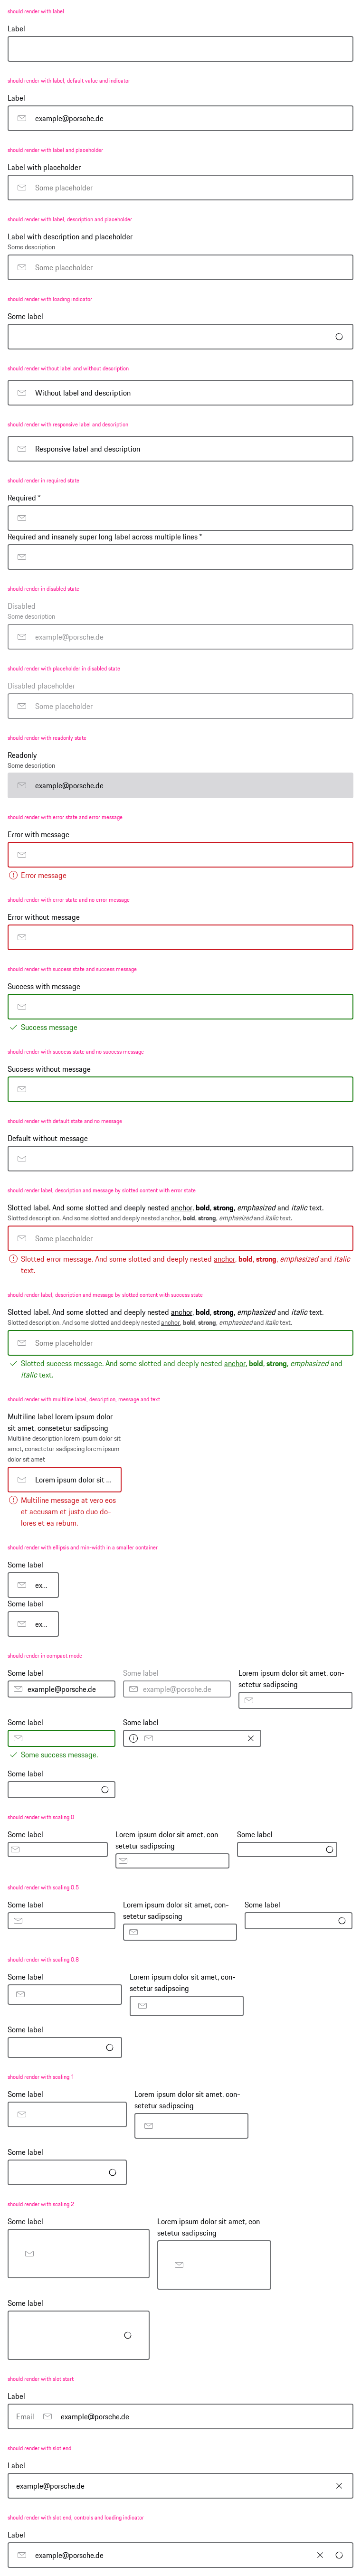 should render with label
Label
should render with label, default value and indicator
Label
example@porsche.de
should render with label and placeholder
Label with placeholder
Some placeholder
should render with label, description and placeholder
Label with description and placeholder
Some description
Some placeholder
should render with loading indicator
Some label
should render without label and without description
Without label and description
should render with responsive label and description
Responsive label and description
should render in required state
Required *
Required and insanely super long label across multiple lines *
should render in disabled state
Disabled
Some description
example@porsche.de
should render with placeholder in disabled state
Disabled placeholder
Some placeholder
should render with readonly state
Readonly
Some description
example@porsche.de
should render with error state and error message
Error with message
Error message
should render with error state and no error message
Error without message
should render with success state and success message
Success with message
Success message
should render with success state and no success message
Success without message
should render with default state and no message
Default without message
should render label, description and message by slotted content with error state
Slotted label. And some slotted and deeply nested anchor, bold, strong, emphasized and italic text.
Slotted description. And some slotted and deeply nested anchor, bold, strong, emphasized and italic text.
Some placeholder
Slotted error message. And some slotted and deeply nested anchor, bold, strong, emphasized and italic
text.
should render label, description and message by slotted content with success state
Slotted label. And some slotted and deeply nested anchor, bold, strong, emphasized and italic text.
Slotted description. And some slotted and deeply nested anchor, bold, strong, emphasized and italic text.
Some placeholder
Slotted success message. And some slotted and deeply nested anchor, bold, strong, emphasized and
italic text.
should render with multiline label, description, message and text
Multiline label lorem ipsum dolor
sit amet, consetetur sadipscing
Multiline description lorem ipsum dolor sit
amet, consetetur sadipscing lorem ipsum
dolor sit amet
Lorem ipsum dolor sit ...
Multiline message at vero eos
et accusam et justo duo do-
lores et ea rebum.
should render with ellipsis and min-width in a smaller container
Some label
ex...
Some label
ex...
should render in compact mode
Some label
example@porsche.de
Some label
example@porsche.de
Lorem ipsum dolor sit amet, con-
setetur sadipscing
Some label
Some success message.
Some label
Some label
should render with scaling 0
Some label
Lorem ipsum dolor sit amet, con-
setetur sadipscing
Some label
should render with scaling 0.5
Some label
Lorem ipsum dolor sit amet, con-
setetur sadipscing
Some label
should render with scaling 0.8
Some label
Lorem ipsum dolor sit amet, con-
setetur sadipscing
Some label
should render with scaling 1
Some label
Lorem ipsum dolor sit amet, con-
setetur sadipscing
Some label
should render with scaling 2
Some label
Lorem ipsum dolor sit amet, con-
setetur sadipscing
Some label
should render with slot start
Label
Email
example@porsche.de
should render with slot end
Label
example@porsche.de
should render with slot end, controls and loading indicator
Label
example@porsche.de